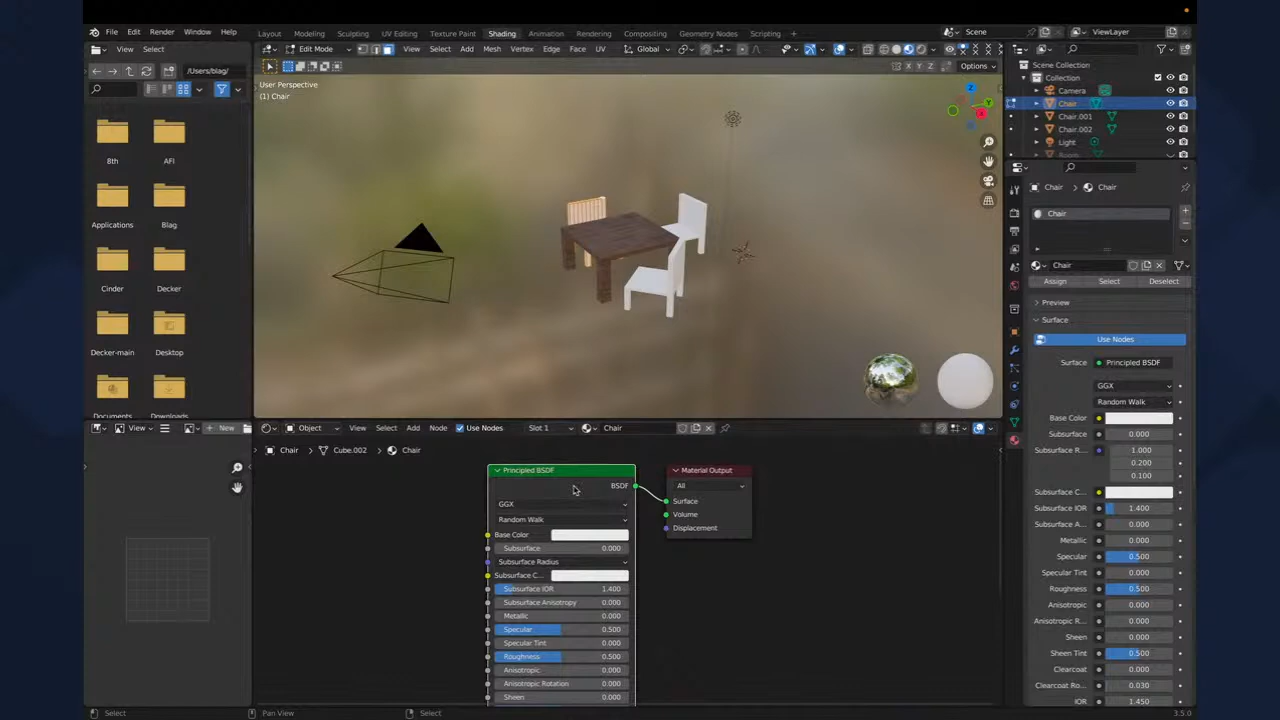 File Edit Render Window Help
Layout Modeling Sculpting UV Editing Texture Paint Shading Animation Rendering Compositing Geometry Nodes Scripting
Scene
ViewLayer
View Select
Edit Mode
View Select Add Mesh Vertex Edge Face UV
Global
/Users/blag/
X Y Z
Options
User Perspective
(1) Chair
8th
AFI
Applications
Blag
Cinder
Decker
Decker-main
Desktop
Documents
Downloads
Scene Collection
Collection
Camera
Chair
Chair.001
Chair.002
Light
Room
Chair > Chair
Chair
Chair
Assign Select Deselect
Preview
Surface
Use Nodes
Surface Principled BSDF
GGX
Random Walk
Base Color
Subsurface 0.000
Subsurface R... 1.000
0.200
0.100
Subsurface C...
Subsurface IOR 1.400
Subsurface A... 0.000
Metallic 0.000
Specular 0.500
Specular Tint 0.000
Roughness 0.500
Anisotropic 0.000
Anisotropic R... 0.000
Sheen 0.000
Sheen Tint 0.500
Clearcoat 0.000
Clearcoat Ro... 0.030
IOR 1.450
View
New
Object
View Select Add Node
Use Nodes
Slot 1
Chair
Chair > Cube.002 > Chair
Principled BSDF
BSDF
GGX
Random Walk
Base Color
Subsurface 0.000
Subsurface Radius
Subsurface C...
Subsurface IOR 1.400
Subsurface Anisotropy 0.000
Metallic 0.000
Specular 0.500
Specular Tint 0.000
Roughness 0.500
Anisotropic 0.000
Anisotropic Rotation 0.000
Sheen 0.000
Material Output
All
Surface
Volume
Displacement
Select
Pan View
Select
3.5.0